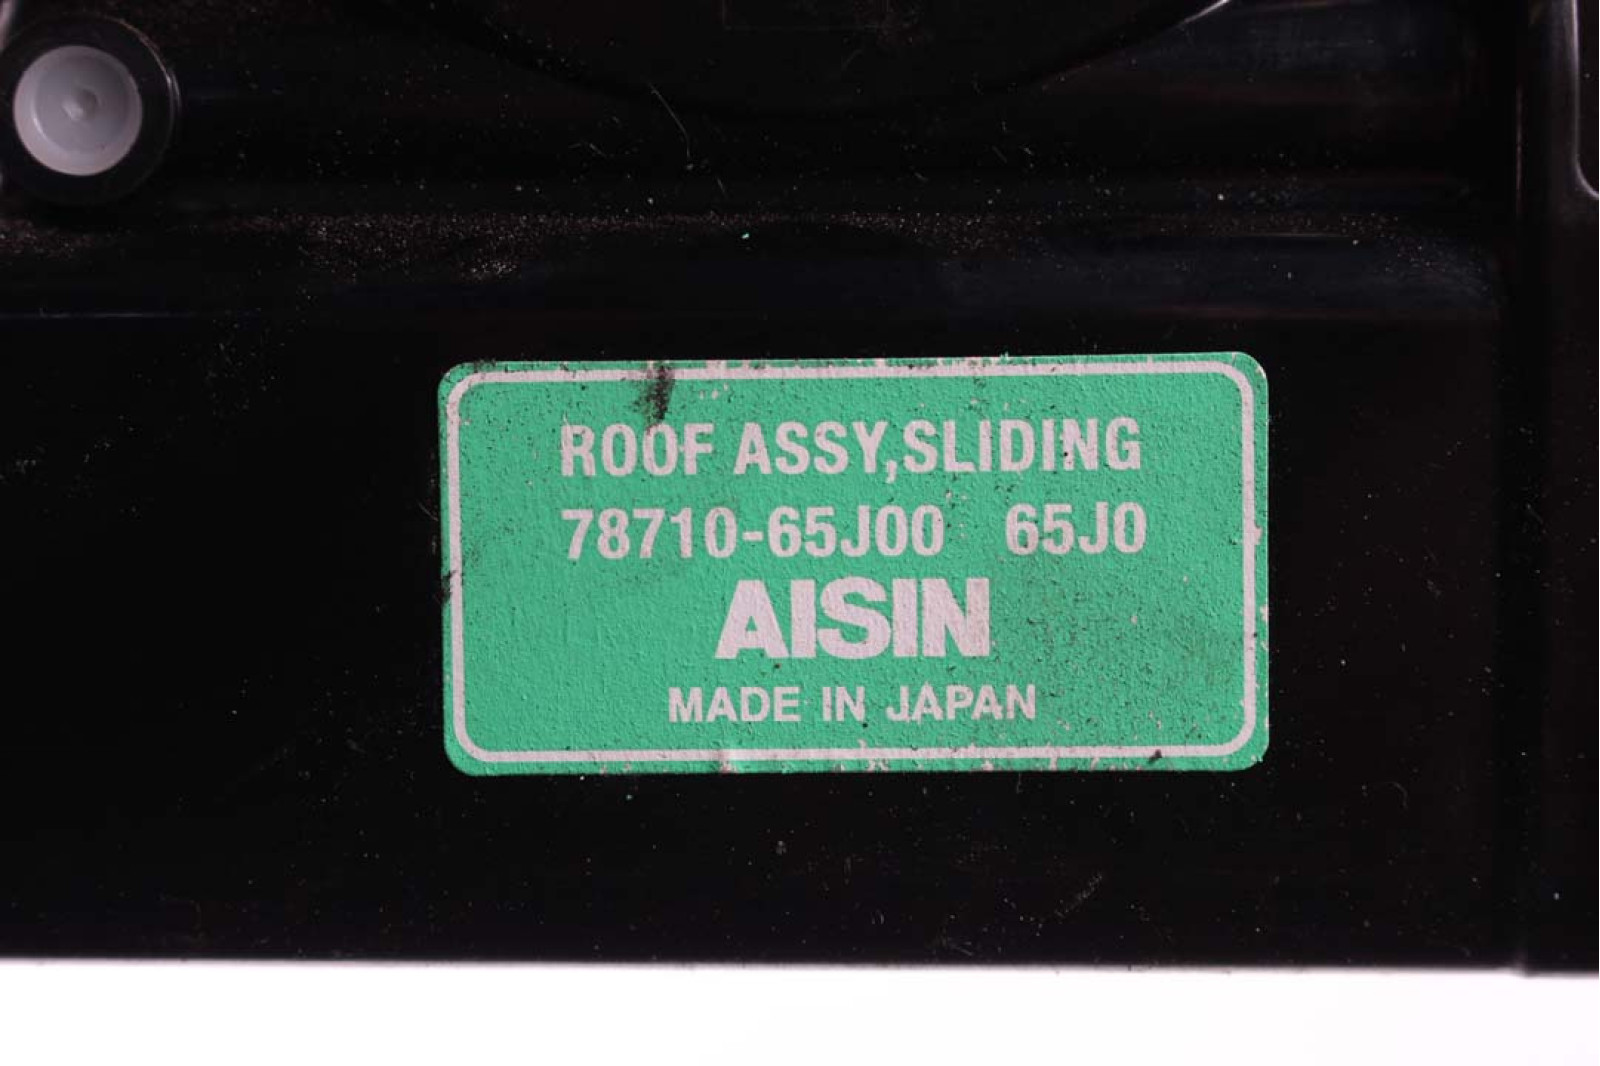 ROOF ASSY,SLIDING
78710-65J00 65J0
AISIN
MADE IN JAPAN